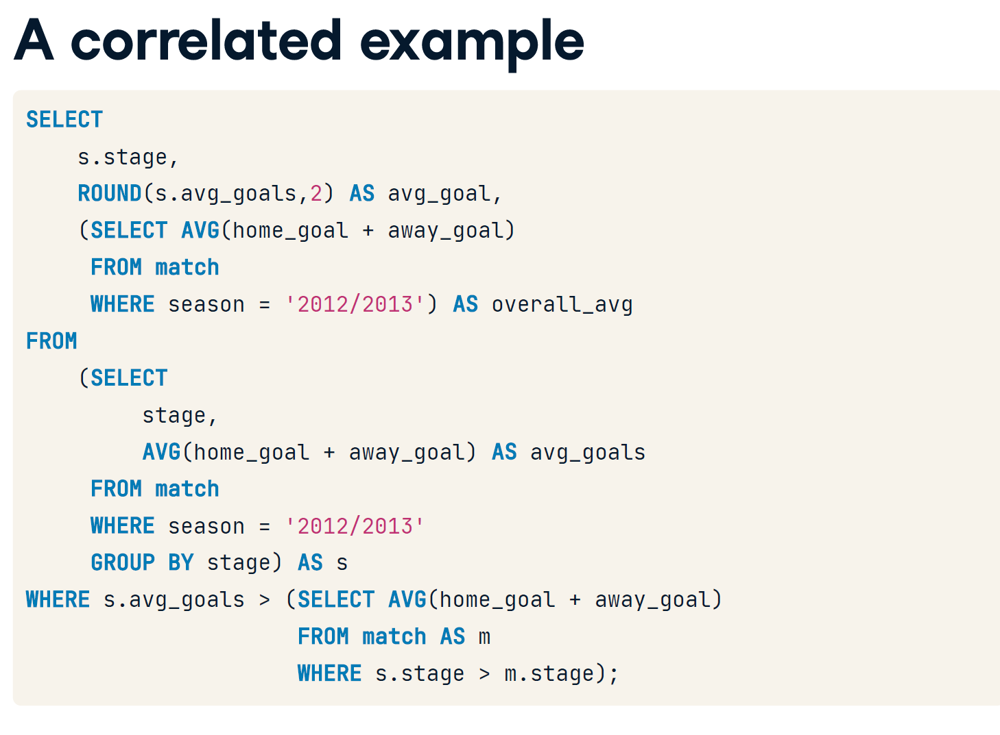 A correlated example
SELECT
s.stage,
ROUND(s.avg_goals,2) AS avg_goal,
(SELECT AVG(home_goal + away_goal)
FROM match
WHERE season = '2012/2013') AS overall_avg
FROM
(SELECT
stage,
AVG(home_goal + away_goal) AS avg_goals
FROM match
WHERE season = '2012/2013'
GROUP BY stage) AS s
WHERE s.avg_goals > (SELECT AVG(home_goal + away_goal)
FROM match AS m
WHERE s.stage > m.stage);